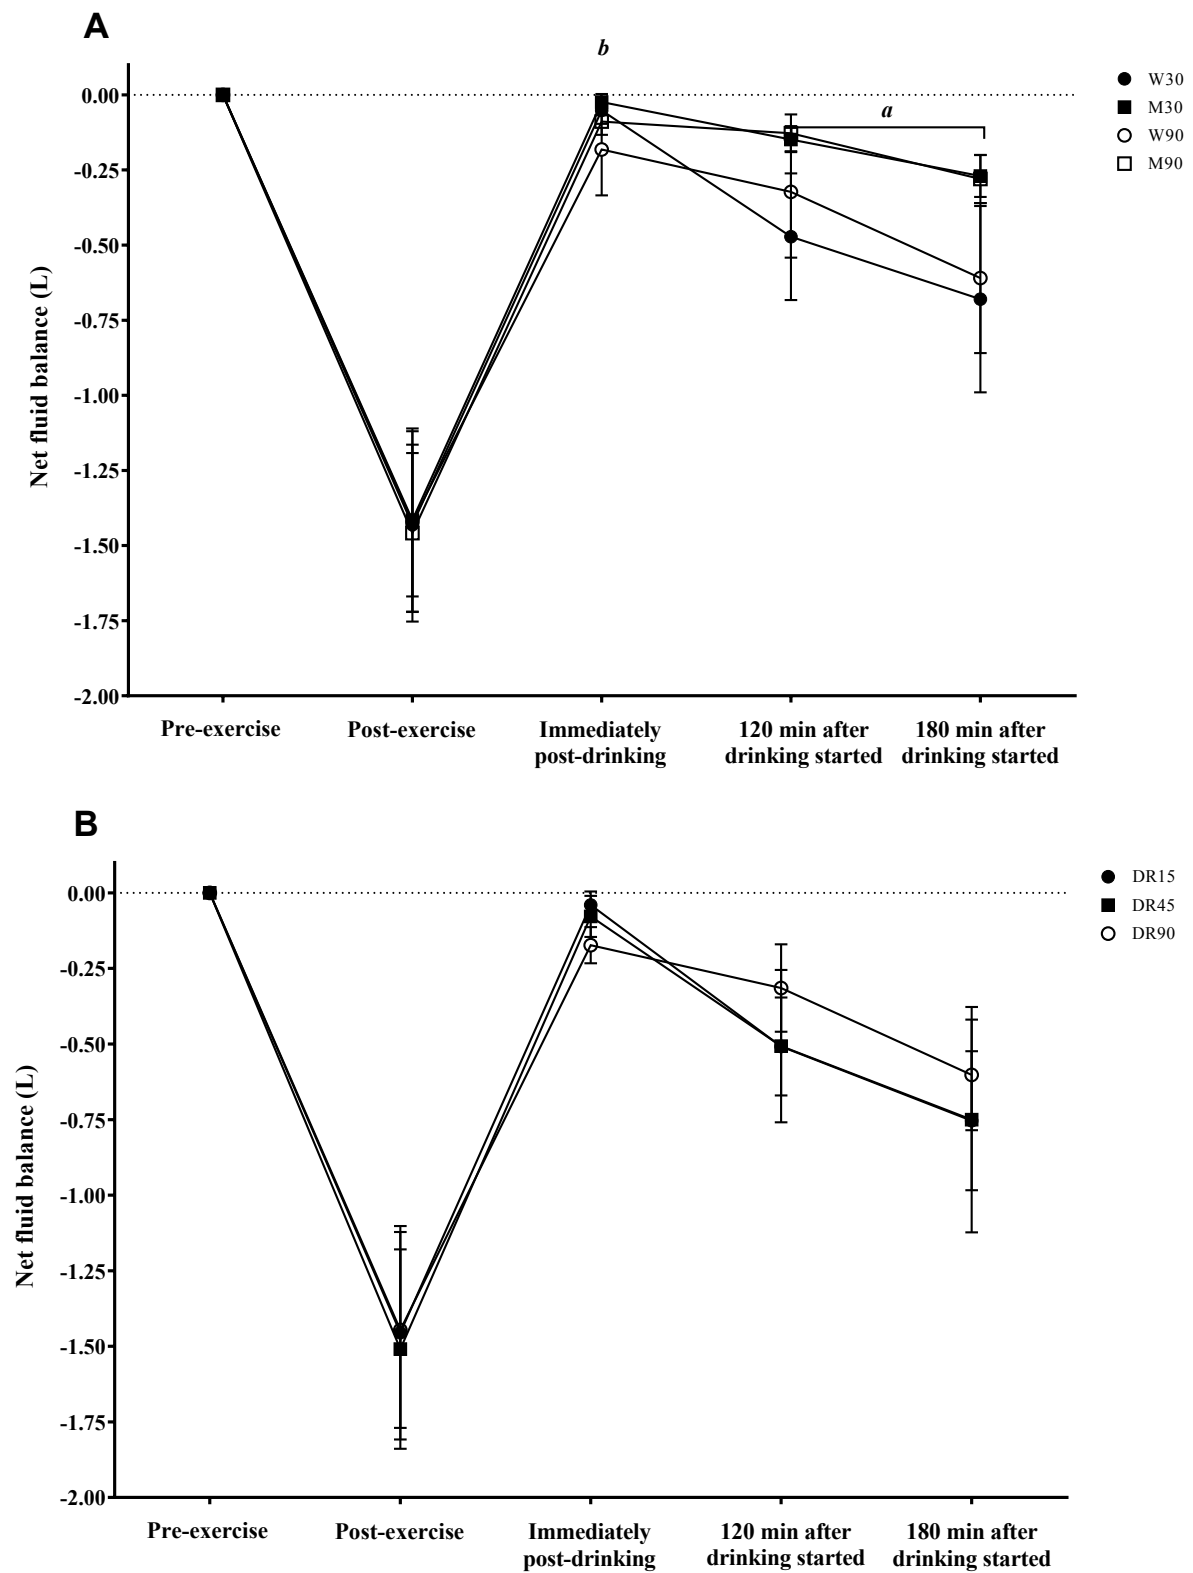 A
b
a
W30
M30
W90
M90
Net fluid balance (L)
0.00
-0.25
-0.50
-0.75
-1.00
-1.25
-1.50
-1.75
-2.00
Pre-exercise
Post-exercise
Immediately
post-drinking
120 min after
drinking started
180 min after
drinking started
B
DR15
DR45
DR90
Net fluid balance (L)
0.00
-0.25
-0.50
-0.75
-1.00
-1.25
-1.50
-1.75
-2.00
Pre-exercise
Post-exercise
Immediately
post-drinking
120 min after
drinking started
180 min after
drinking started